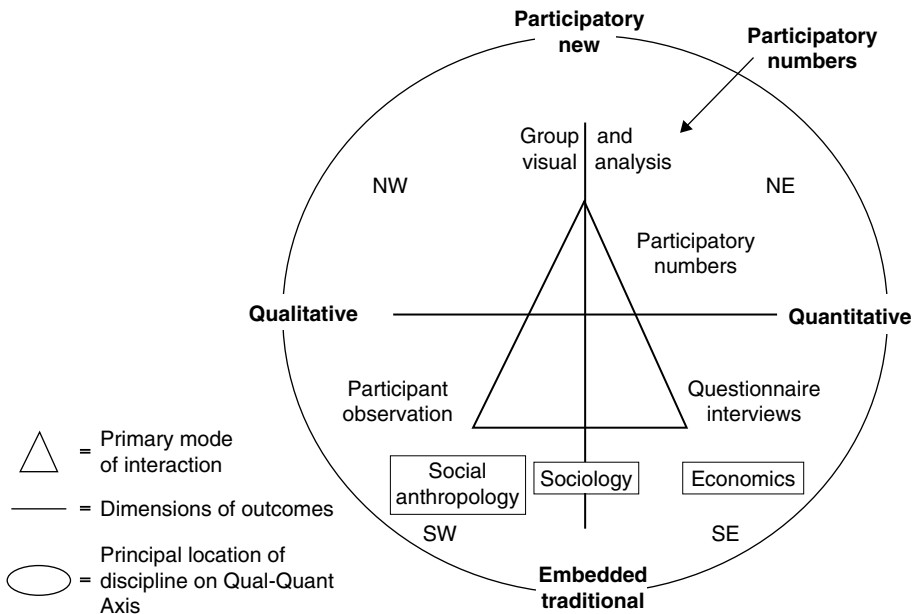 Participatory
new
Participatory
numbers
Group and
visual analysis
NW
NE
Participatory
numbers
Qualitative
Quantitative
Participant
observation
Questionnaire
interviews
Social
anthropology
Sociology
Economics
SW
SE
Embedded
traditional
= Primary mode
of interaction
= Dimensions of outcomes
Principal location of
= discipline on Qual-Quant
Axis